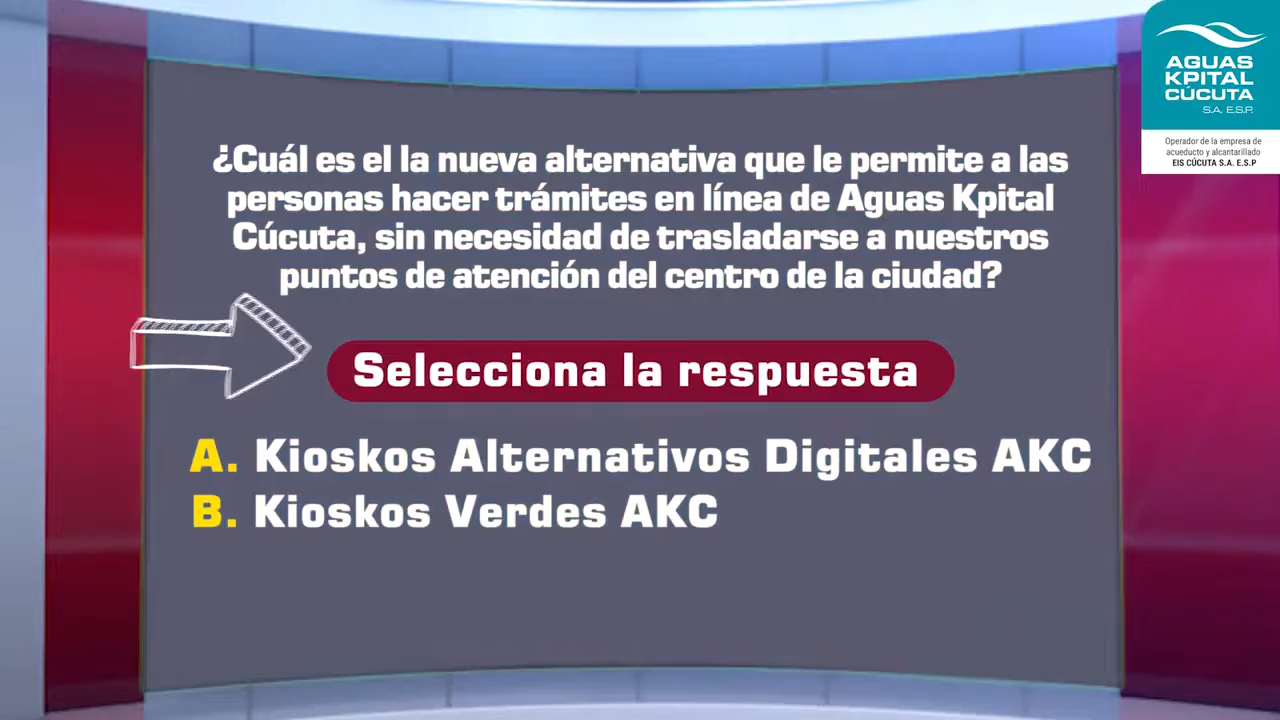 AGUAS
KPITAL
CÚCUTA
S.A. E.S.P.
Operador de la empresa de
acueducto y alcantarillado
EIS CÚCUTA S.A. E.S.P
¿Cuál es el la nueva alternativa que le permite a las
personas hacer trámites en línea de Aguas Kpital
Cúcuta, sin necesidad de trasladarse a nuestros
puntos de atención del centro de la ciudad?
Selecciona la respuesta
A. Kioskos Alternativos Digitales AKC
B. Kioskos Verdes AKC